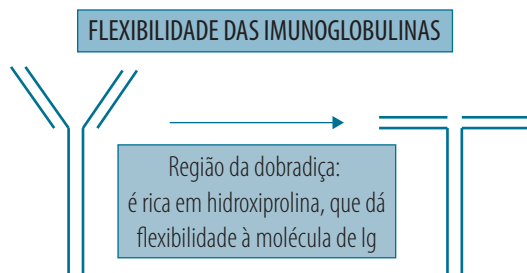 FLEXIBILIDADE DAS IMUNOGLOBULINAS
Região da dobradiça:
é rica em hidroxiprolina, que dá
flexibilidade à molécula de Ig